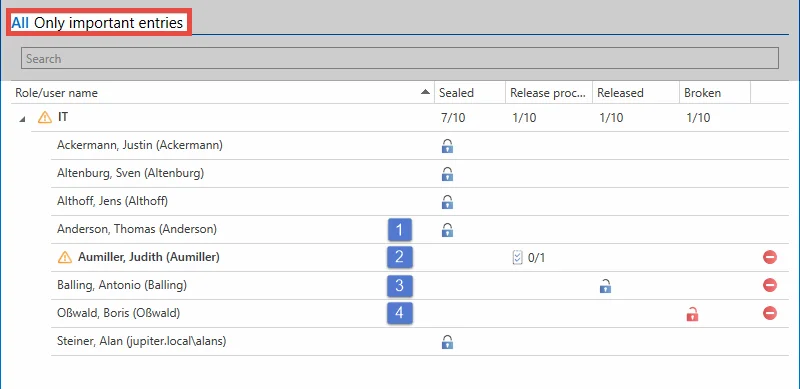 All Only important entries
Search
Role/user name Sealed Release proc... Released Broken
IT 7/10 1/10 1/10 1/10
Ackermann, Justin (Ackermann)
Altenburg, Sven (Altenburg)
Althoff, Jens (Althoff)
Anderson, Thomas (Anderson) 1
Aumiller, Judith (Aumiller) 2 0/1
Balling, Antonio (Balling) 3
Oßwald, Boris (Oßwald) 4
Steiner, Alan (jupiter.local\alans)